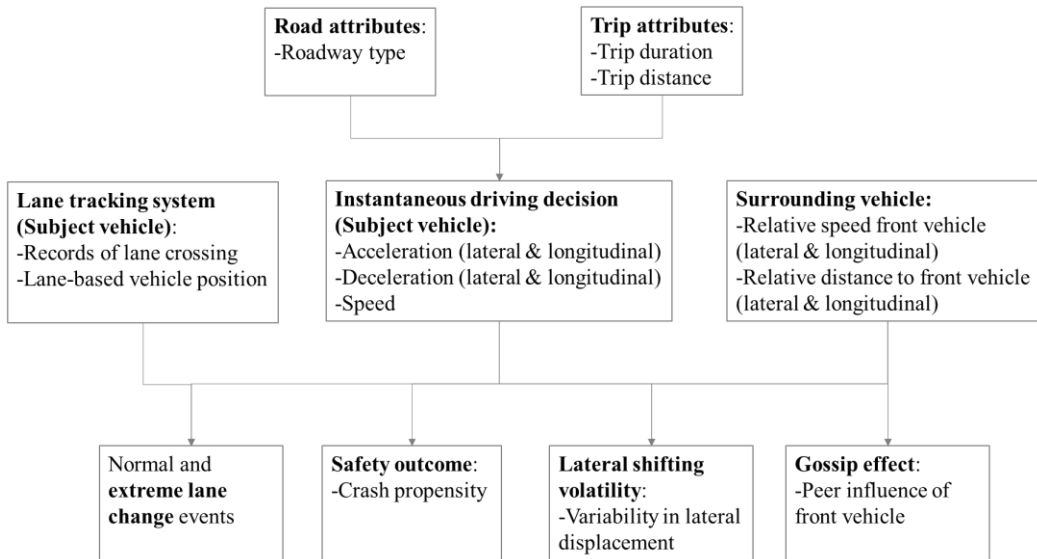 Road attributes:
-Roadway type
Trip attributes:
-Trip duration
-Trip distance
Lane tracking system
(Subject vehicle):
-Records of lane crossing
-Lane-based vehicle position
Instantaneous driving decision
(Subject vehicle):
-Acceleration (lateral & longitudinal)
-Deceleration (lateral & longitudinal)
-Speed
Surrounding vehicle:
-Relative speed front vehicle
(lateral & longitudinal)
-Relative distance to front vehicle
(lateral & longitudinal)
Normal and
extreme lane
change events
Safety outcome:
-Crash propensity
Lateral shifting
volatility:
-Variability in lateral
displacement
Gossip effect:
-Peer influence of
front vehicle